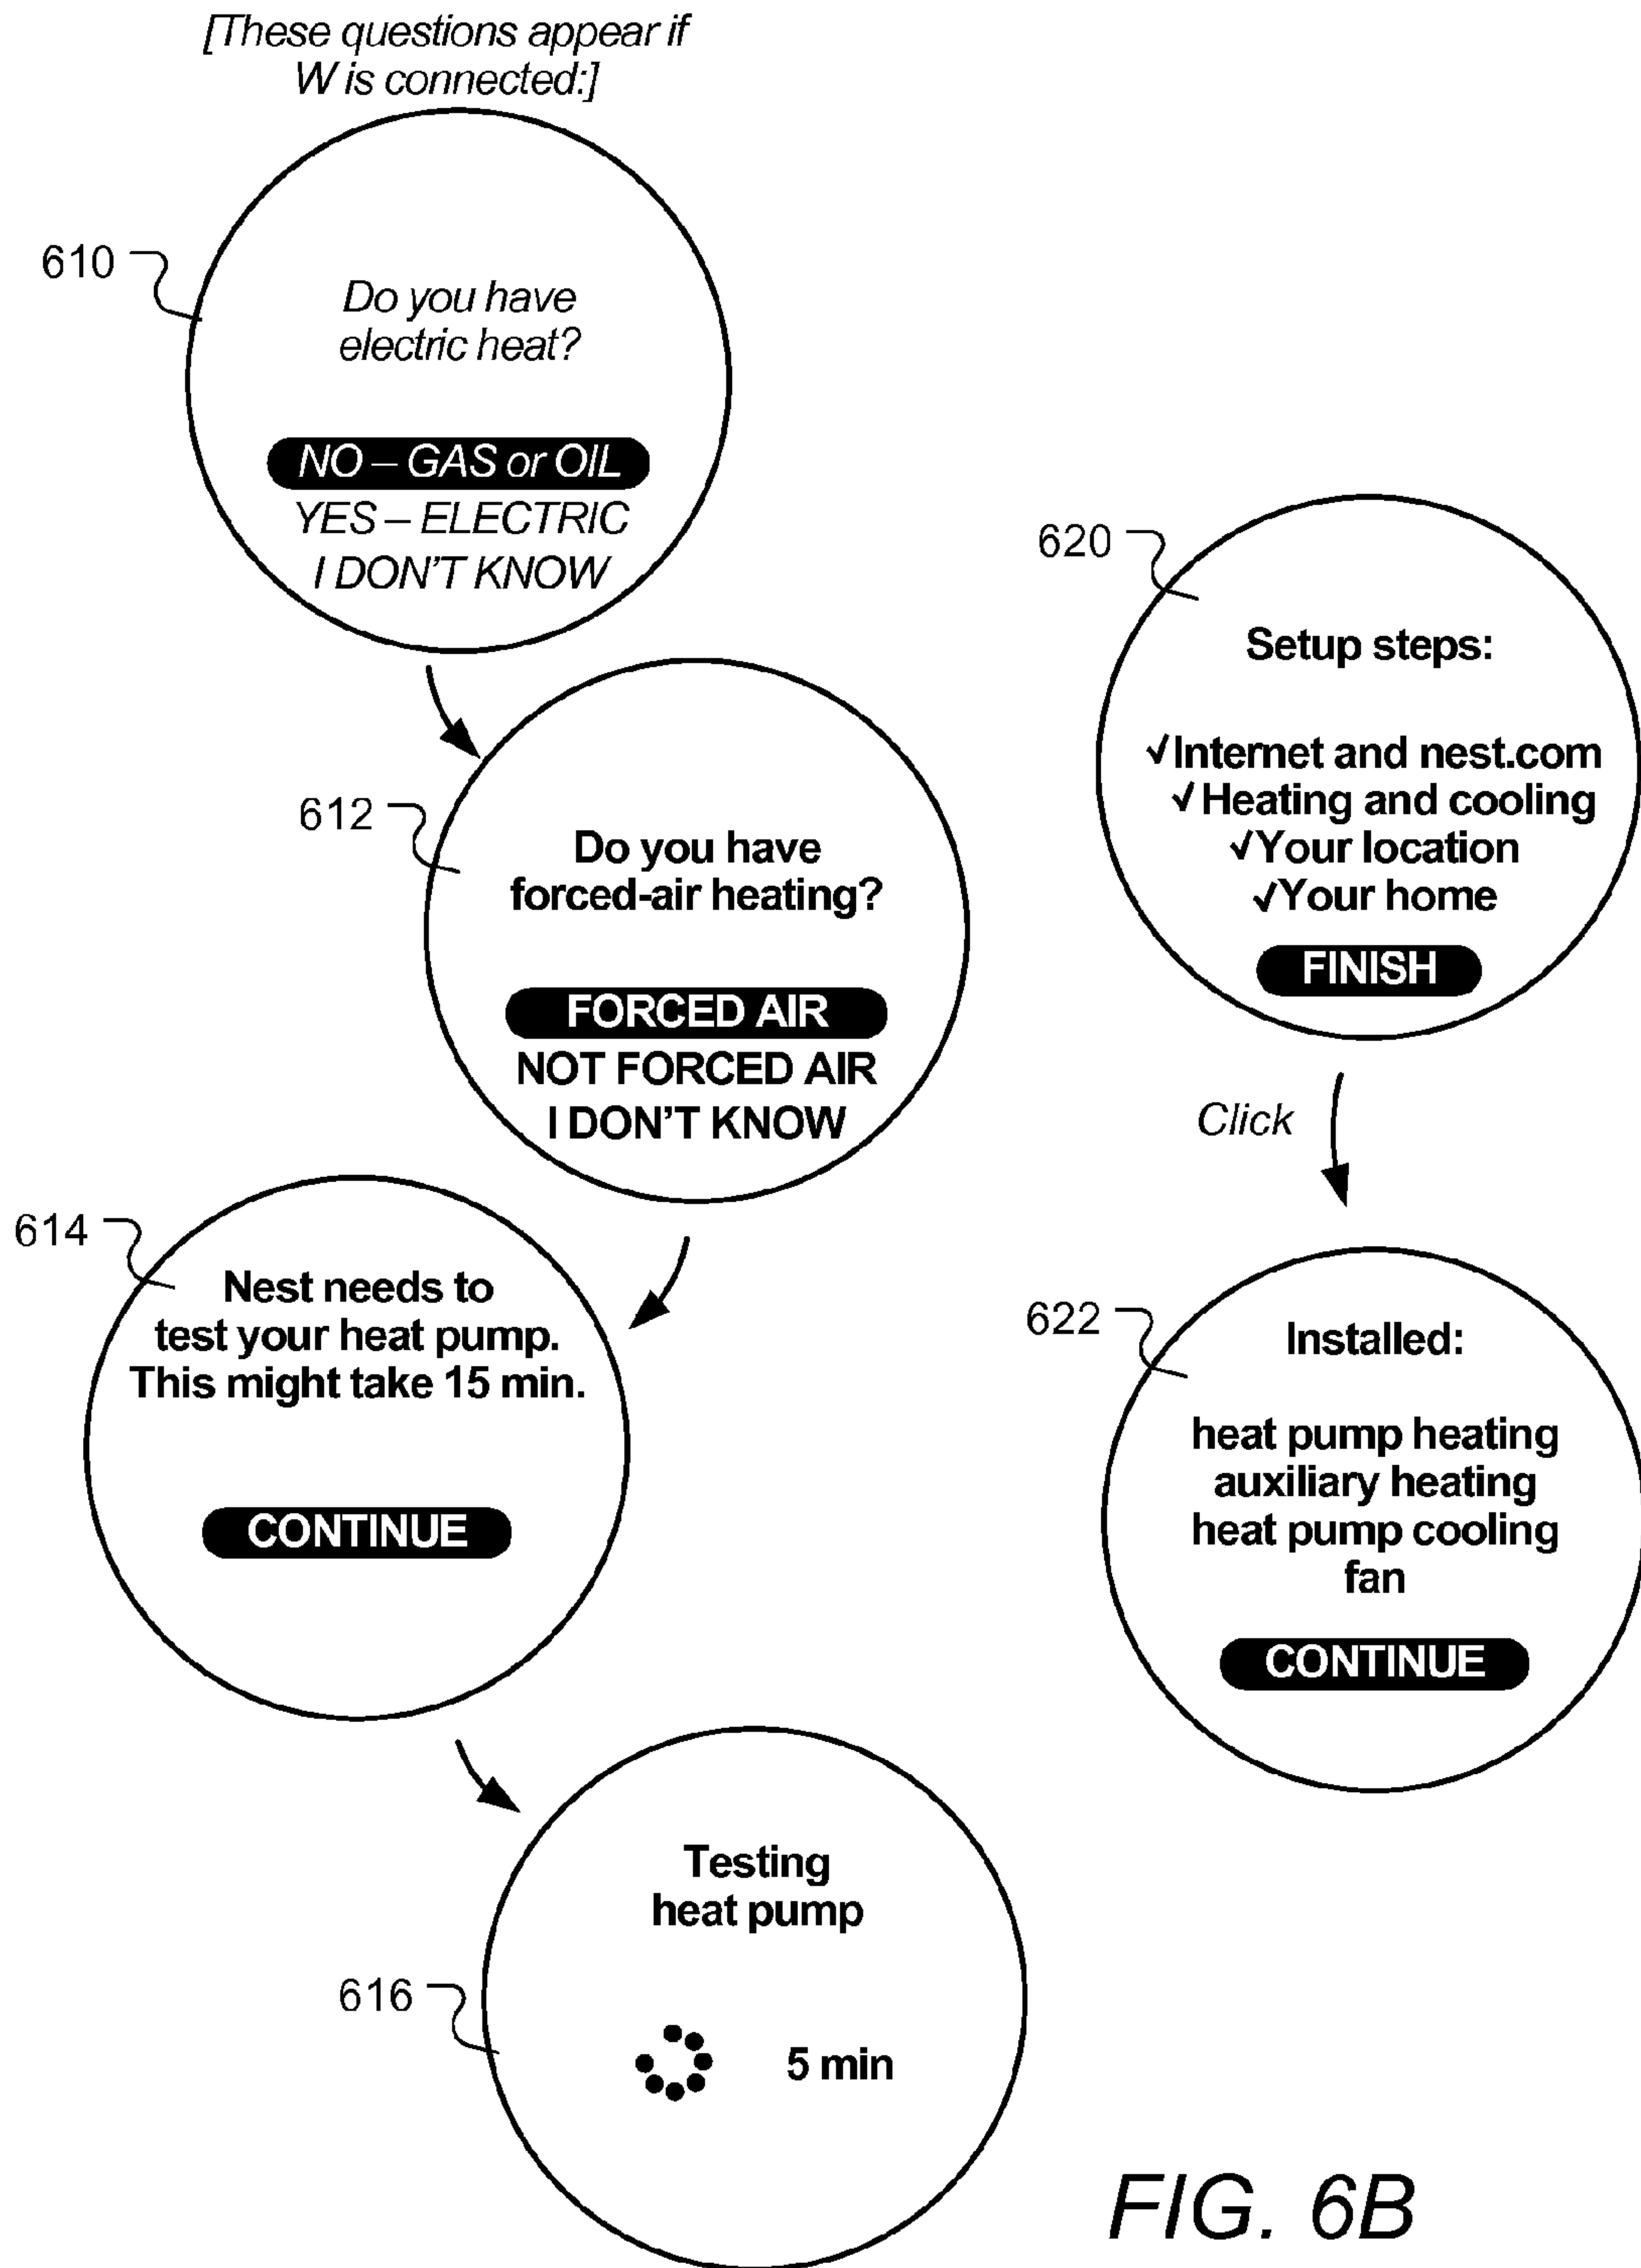 [These questions appear if
W is connected:]
610
Do you have
electric heat?
NO – GAS or OIL
YES – ELECTRIC
I DON'T KNOW
612
Do you have
forced-air heating?
FORCED AIR
NOT FORCED AIR
I DON'T KNOW
614
Nest needs to
test your heat pump.
This might take 15 min.
CONTINUE
616
Testing
heat pump
5 min
620
Setup steps:
√Internet and nest.com
√Heating and cooling
√Your location
√Your home
FINISH
Click
622
Installed:
heat pump heating
auxiliary heating
heat pump cooling
fan
CONTINUE
FIG. 6B